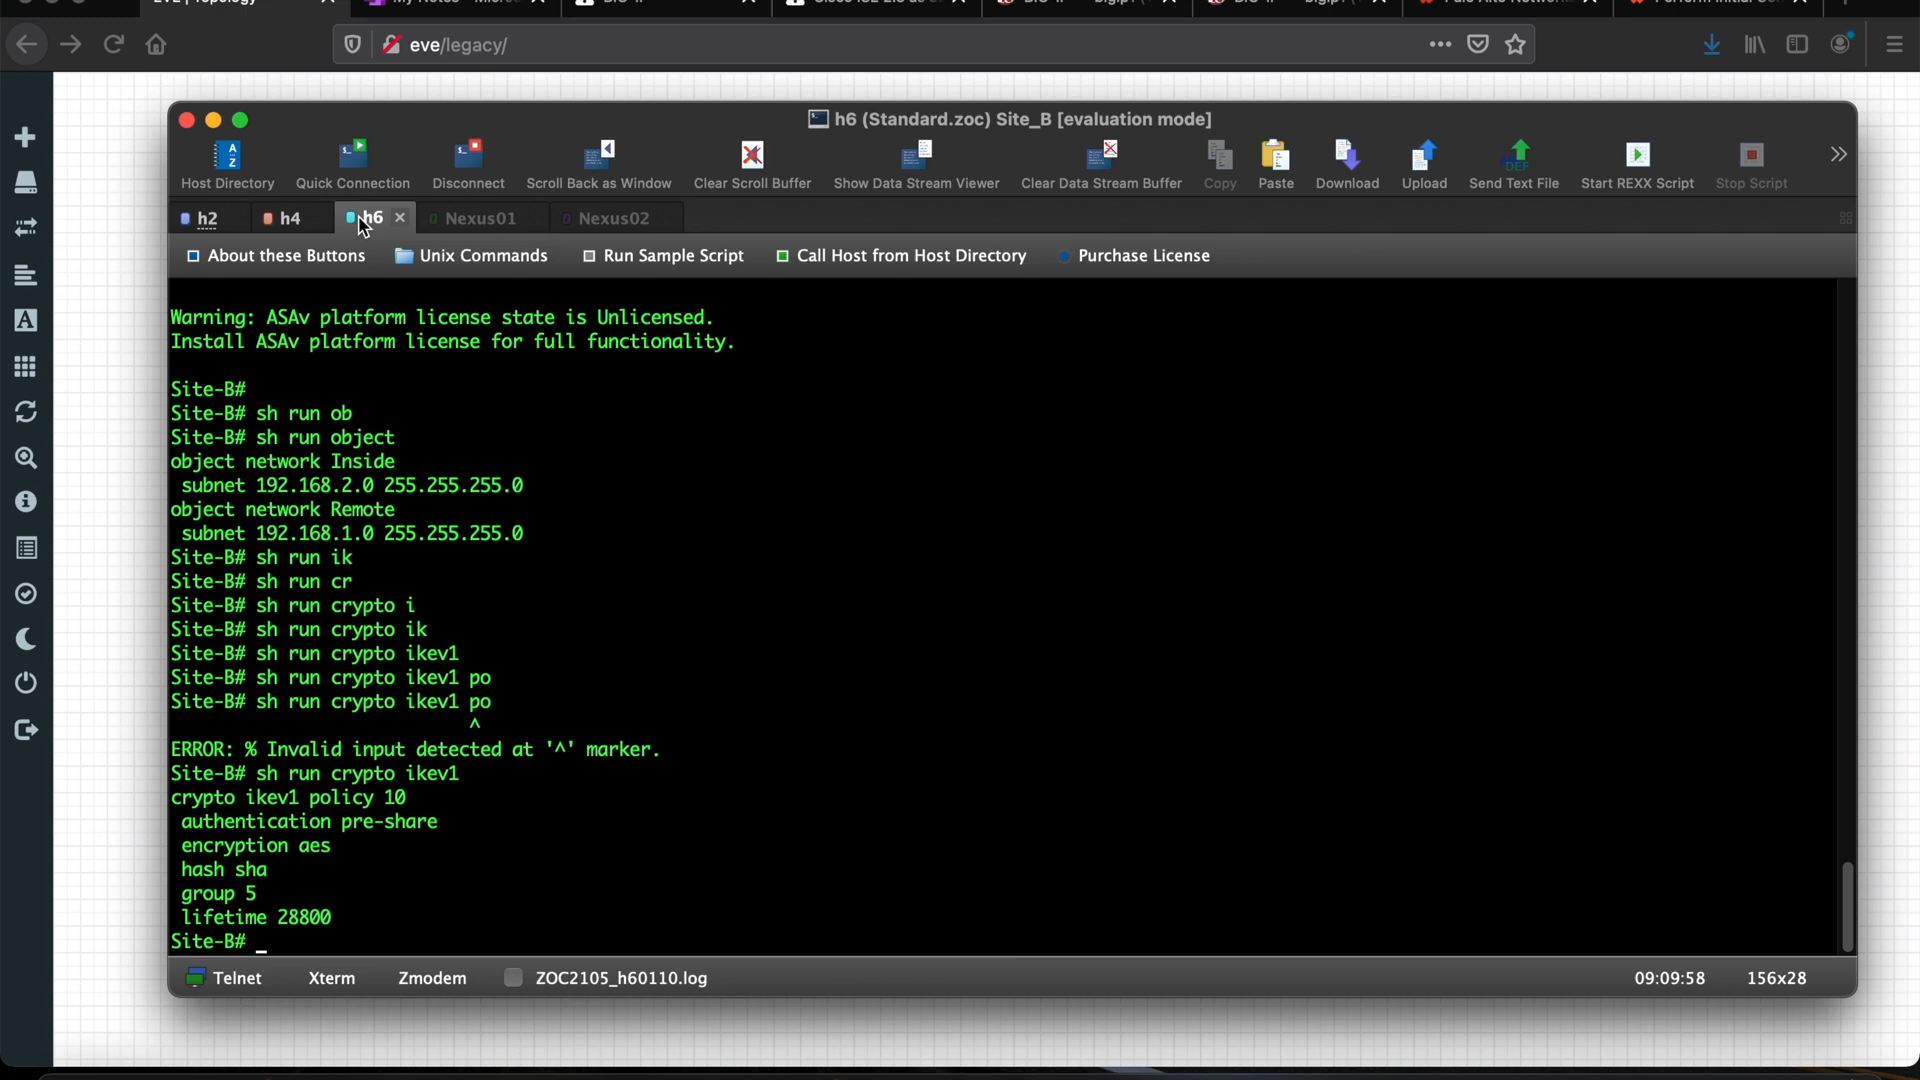 EVE | Topology
eve/legacy/
h6 (Standard.zoc) Site_B [evaluation mode]
Host Directory Quick Connection Disconnect Scroll Back as Window Clear Scroll Buffer Show Data Stream Viewer Clear Data Stream Buffer Copy Paste Download Upload Send Text File Start REXX Script Stop Script
h2 h4 h6 Nexus01 Nexus02
About these Buttons Unix Commands Run Sample Script Call Host from Host Directory Purchase License
Warning: ASAv platform license state is Unlicensed.
Install ASAv platform license for full functionality.
Site-B#
Site-B# sh run ob
Site-B# sh run object
object network Inside
subnet 192.168.2.0 255.255.255.0
object network Remote
subnet 192.168.1.0 255.255.255.0
Site-B# sh run ik
Site-B# sh run cr
Site-B# sh run crypto i
Site-B# sh run crypto ik
Site-B# sh run crypto ikev1
Site-B# sh run crypto ikev1 po
Site-B# sh run crypto ikev1 po
^
ERROR: % Invalid input detected at '^' marker.
Site-B# sh run crypto ikev1
crypto ikev1 policy 10
authentication pre-share
encryption aes
hash sha
group 5
lifetime 28800
Site-B# _
Telnet Xterm Zmodem ZOC2105_h60110.log 09:09:58 156x28